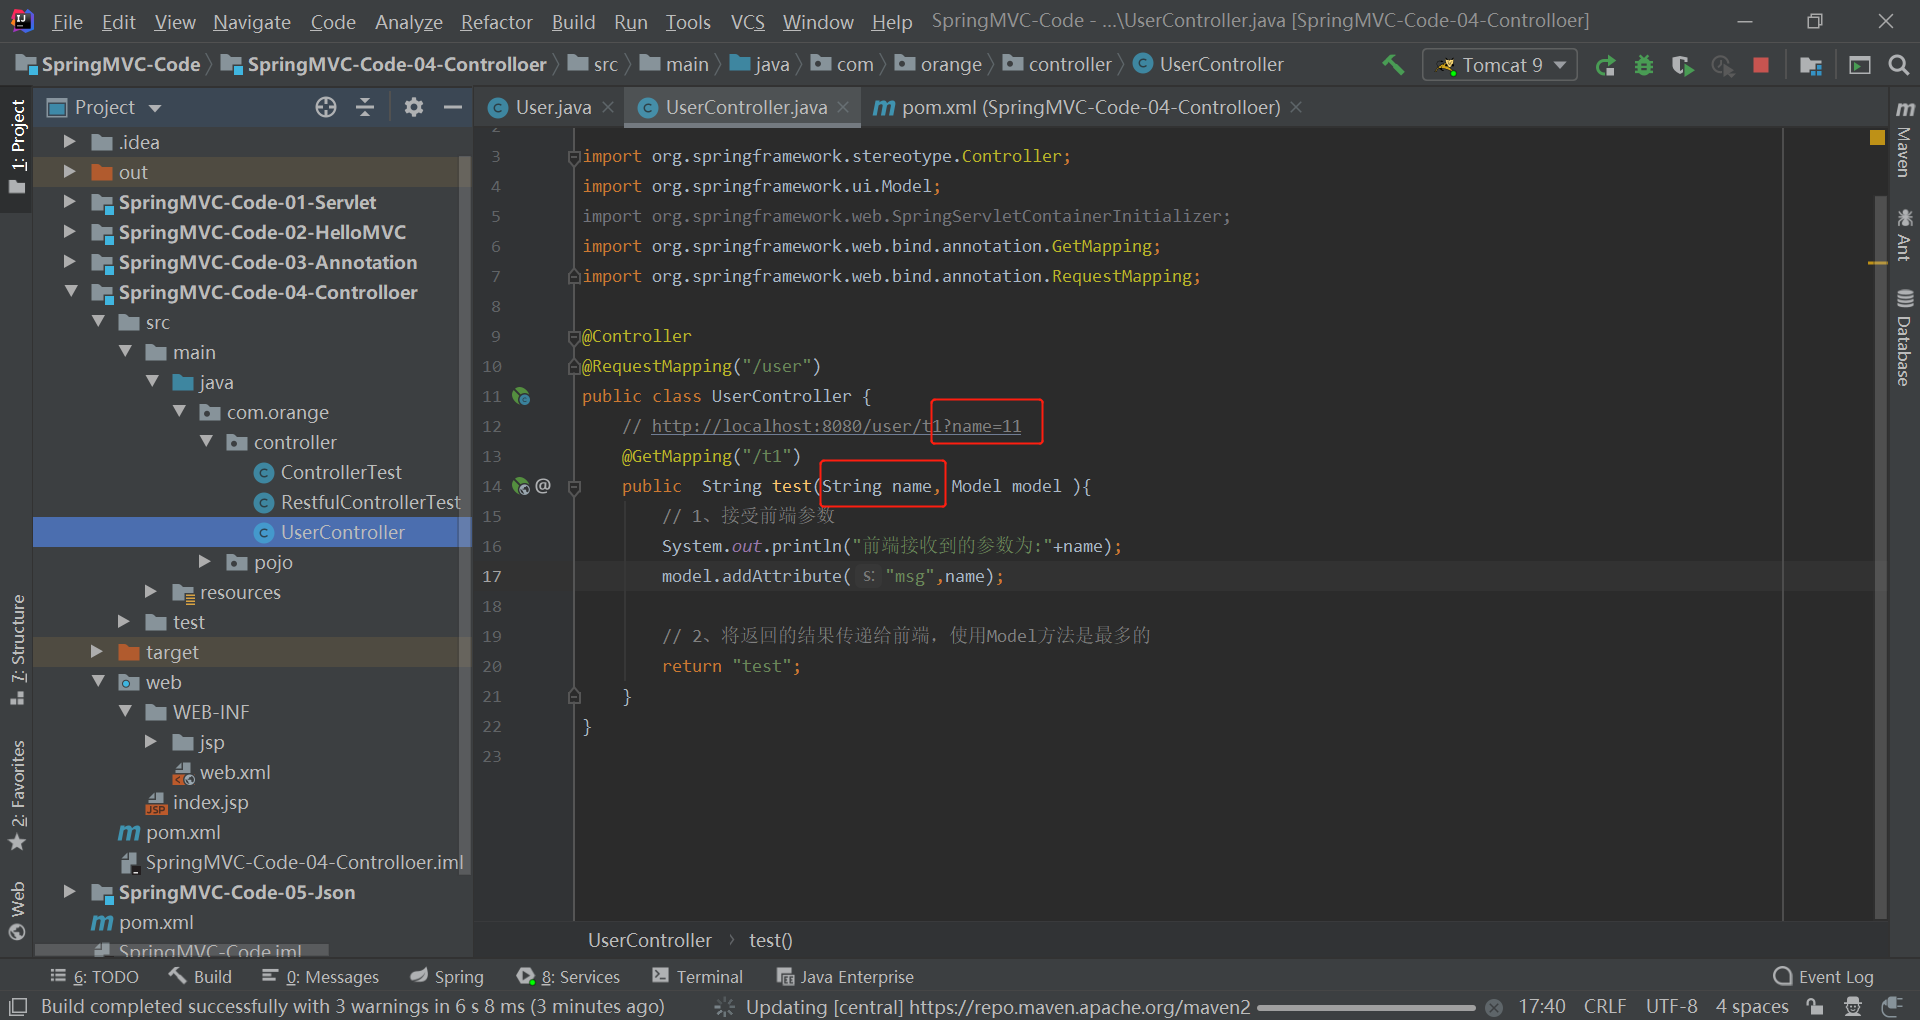 File Edit View Navigate Code Analyze Refactor Build Run Tools VCS Window Help SpringMVC-Code - ...\UserController.java [SpringMVC-Code-04-Controlloer]
SpringMVC-Code SpringMVC-Code-04-Controlloer src main java com orange controller UserController Tomcat 9
Project
User.java UserController.java pom.xml (SpringMVC-Code-04-Controlloer)
1: Project
7: Structure
2: Favorites
Web
.idea
out
SpringMVC-Code-01-Servlet
SpringMVC-Code-02-HelloMVC
SpringMVC-Code-03-Annotation
SpringMVC-Code-04-Controlloer
src
main
java
com.orange
controller
ControllerTest
RestfulControllerTest
UserController
pojo
resources
test
target
web
WEB-INF
jsp
web.xml
index.jsp
pom.xml
SpringMVC-Code-04-Controlloer.iml
SpringMVC-Code-05-Json
pom.xml
SpringMVC-Code.iml
2
3 import org.springframework.stereotype.Controller;
4 import org.springframework.ui.Model;
5 import org.springframework.web.SpringServletContainerInitializer;
6 import org.springframework.web.bind.annotation.GetMapping;
7 import org.springframework.web.bind.annotation.RequestMapping;
8
9 @Controller
10 @RequestMapping("/user")
11 public class UserController {
12 // http://localhost:8080/user/t1?name=11
13 @GetMapping("/t1")
14 @ public String test(String name, Model model ){
15 // 1、接受前端参数
16 System.out.println("前端接收到的参数为:"+name);
17 model.addAttribute( s: "msg",name);
18
19 // 2、将返回的结果传递给前端，使用Model方法是最多的
20 return "test";
21 }
22 }
23
UserController test()
Maven
Ant
Database
6: TODO Build 0: Messages Spring 8: Services Terminal Java Enterprise Event Log
Build completed successfully with 3 warnings in 6 s 8 ms (3 minutes ago) Updating [central] https://repo.maven.apache.org/maven2 17:40 CRLF UTF-8 4 spaces